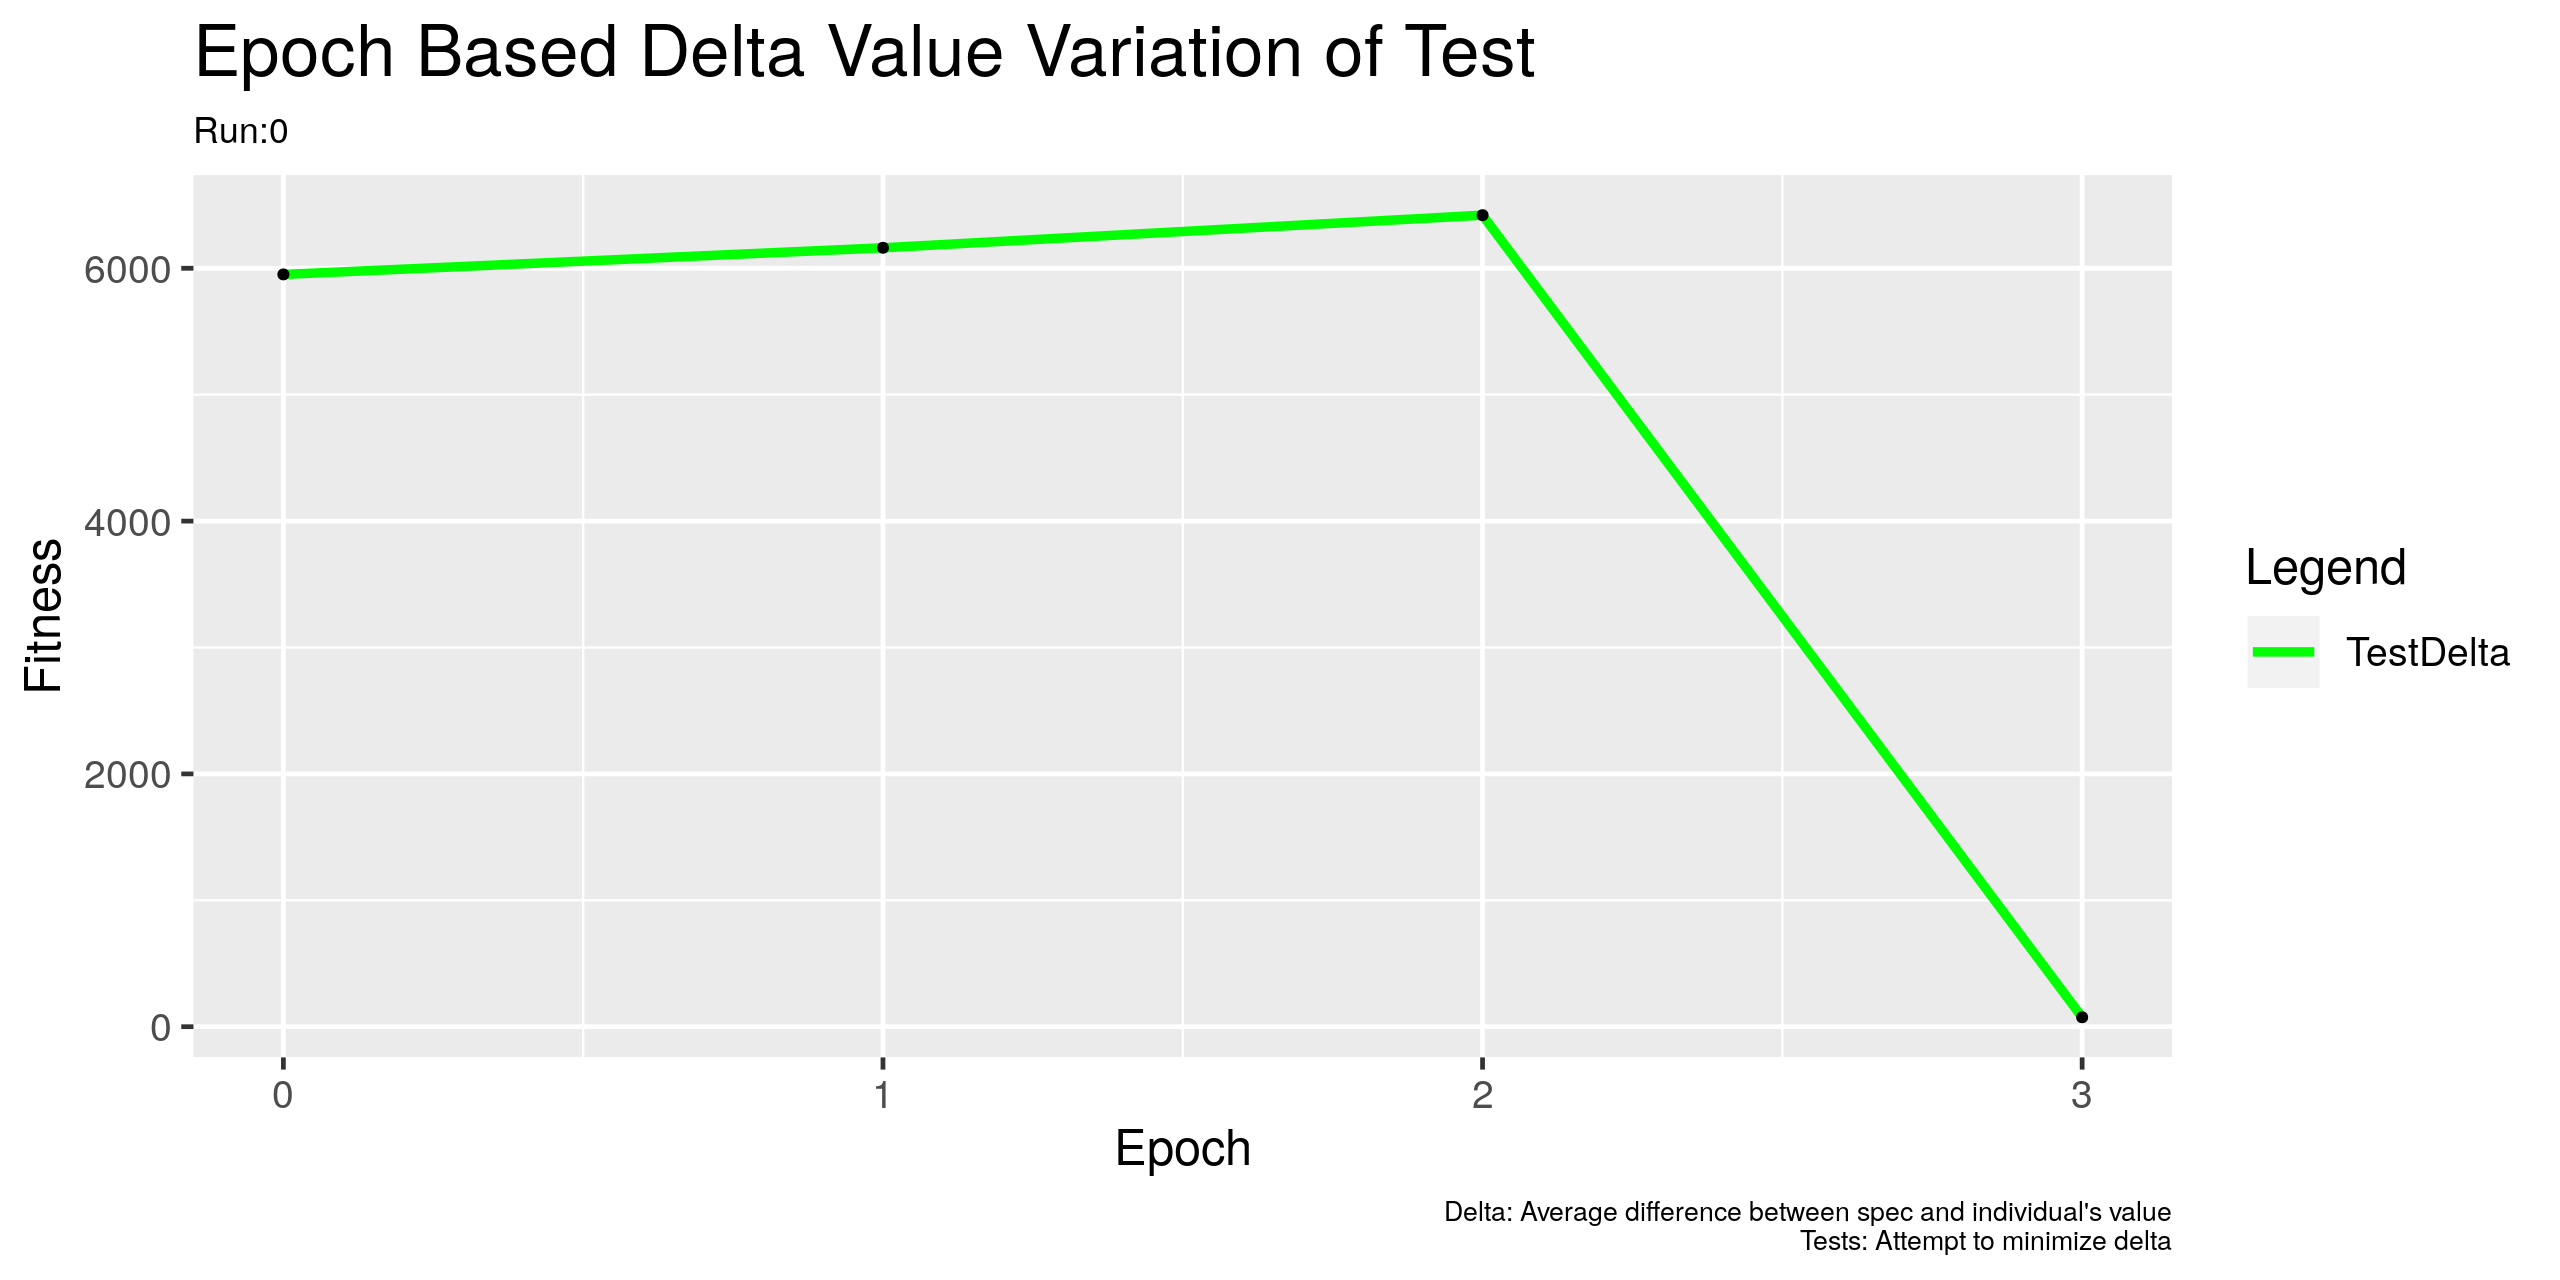 Epoch Based Delta Value Variation of Test
Run:0
6000
4000
2000
0
Fitness
0 1 2 3
Epoch
Legend
TestDelta
Delta: Average difference between spec and individual's value
Tests: Attempt to minimize delta